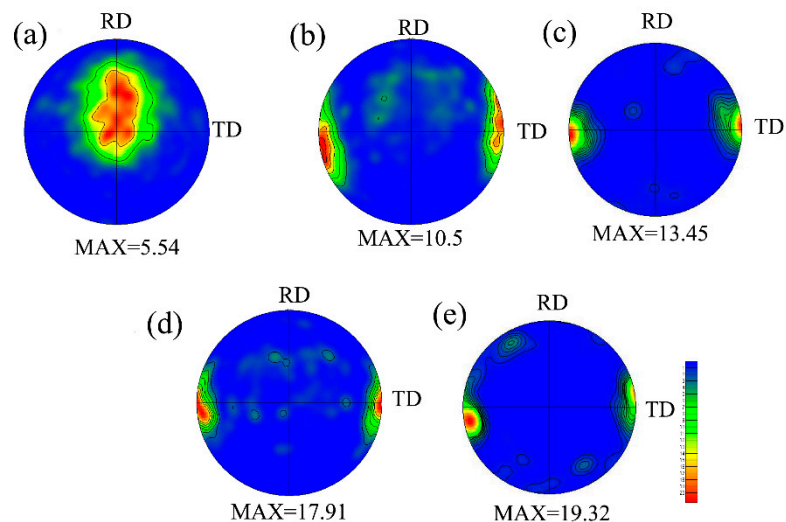 (a)
RD
TD
MAX=5.54
(b)
RD
TD
MAX=10.5
(c)
RD
TD
MAX=13.45
(d)
RD
TD
MAX=17.91
(e)
RD
TD
MAX=19.32